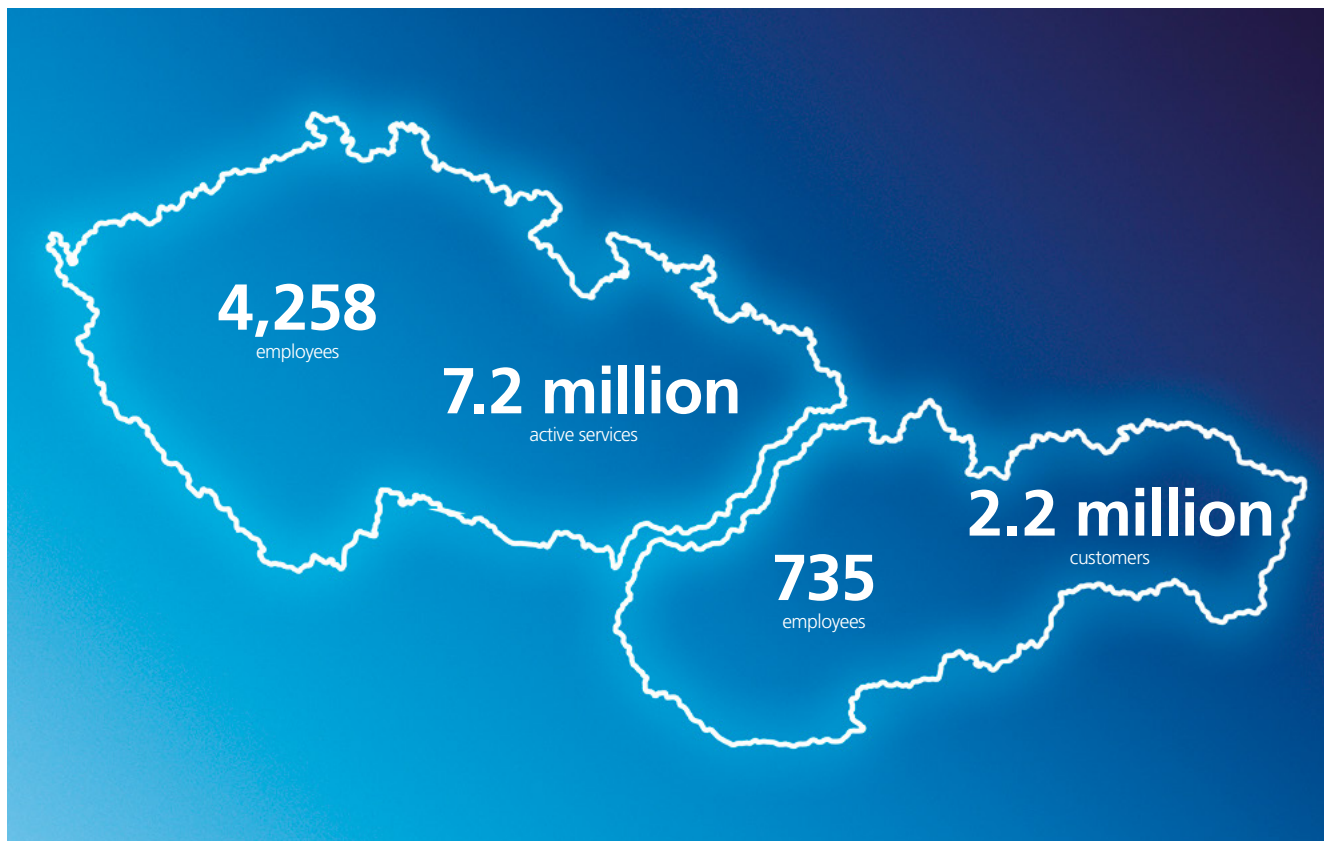 4,258
employees
7.2 million
active services
2.2 million
customers
735
employees